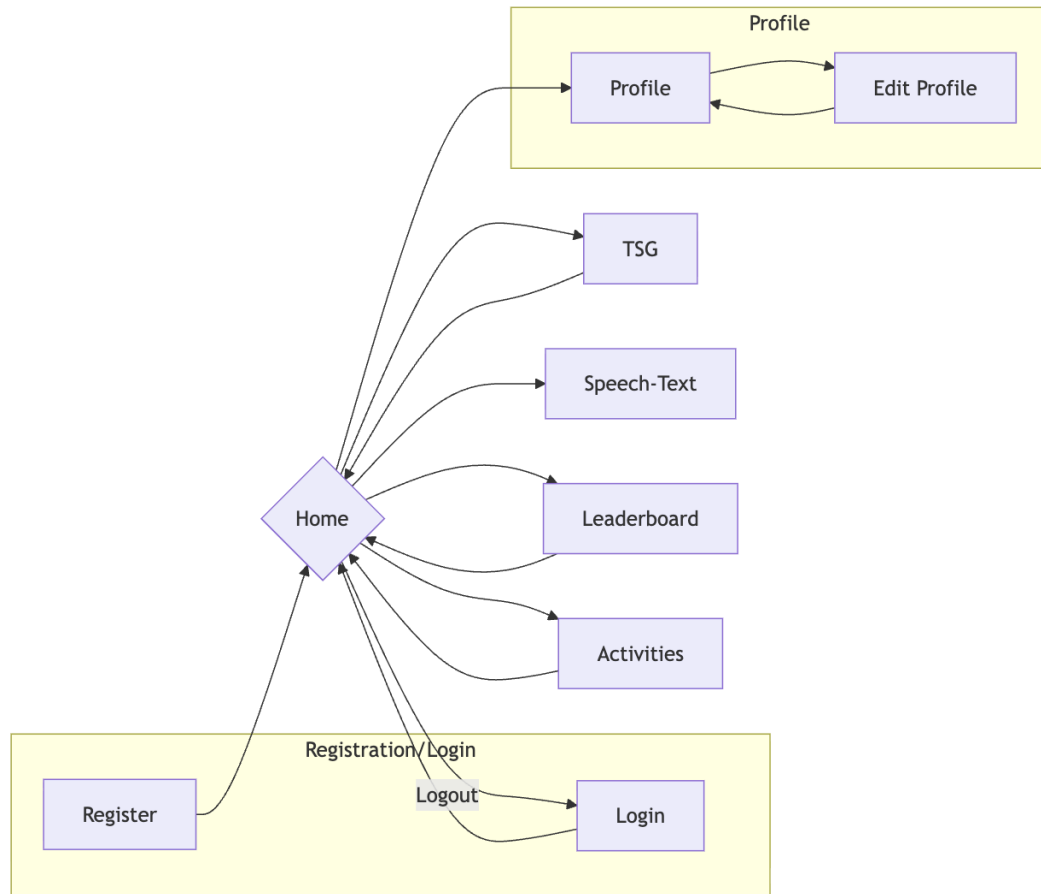 Profile
Profile
Edit Profile
TSG
Speech-Text
Leaderboard
Home
Activities
Registration/Login
Logout
Register
Login